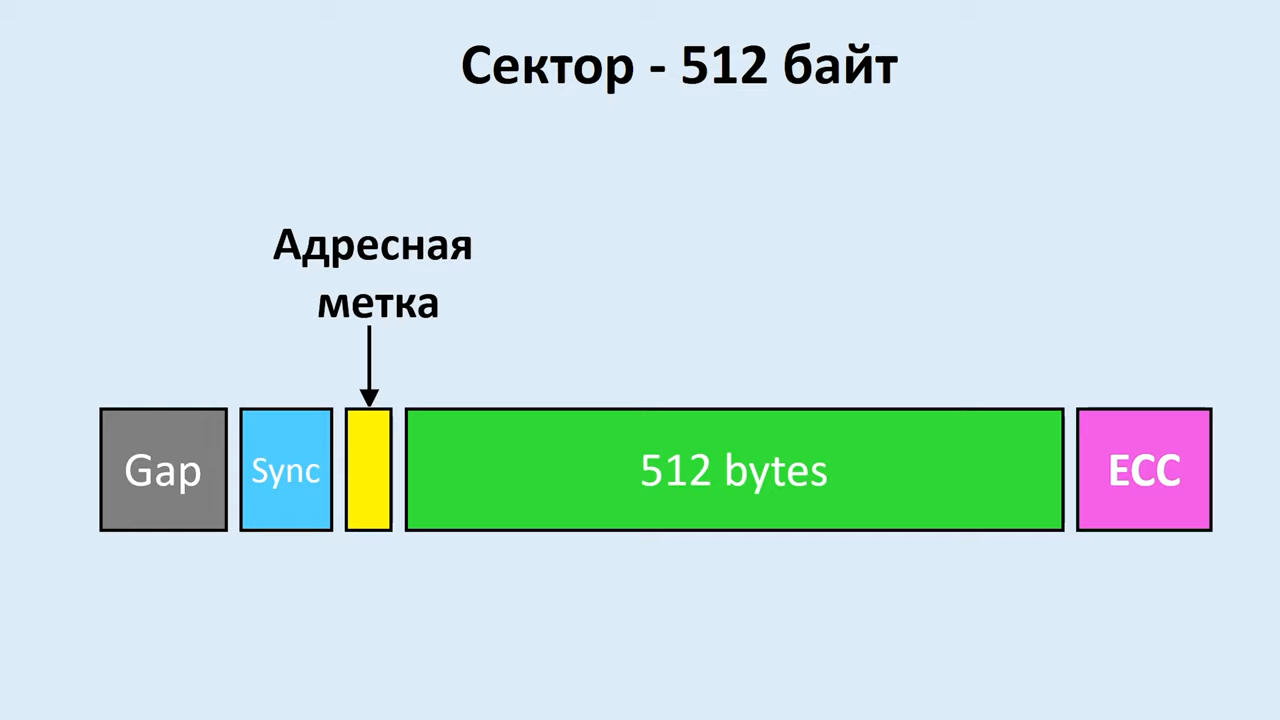 Сектор - 512 байт
Адресная
метка
Gap
Sync
512 bytes
ECC